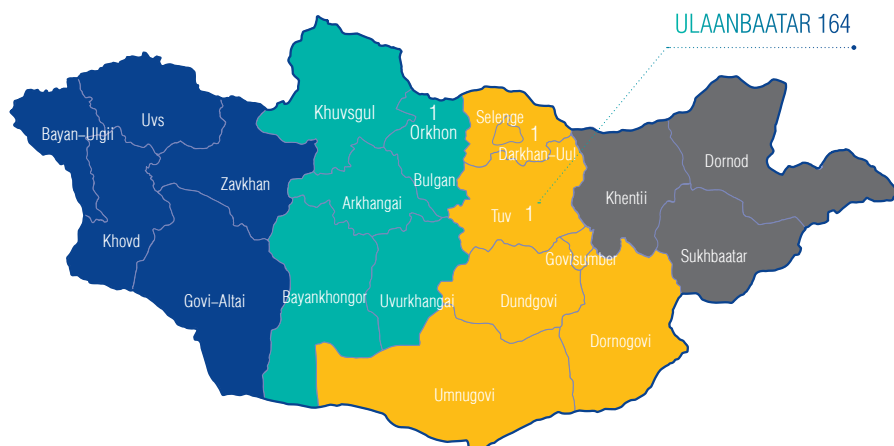 ULAANBAATAR 164
Khuvsgul
1
Orkhon
Selenge
1
Darkhan-Uul
Uvs
Bayan-Ulgii
Zavkhan
Bulgan
Arkhangai
Khentii
Dornod
Tuv 1
Khovd
Govisumber
Sukhbaatar
Govi-Altai
Bayankhongor
Uvurkhangai
Dundgovi
Dornogovi
Umnugovi